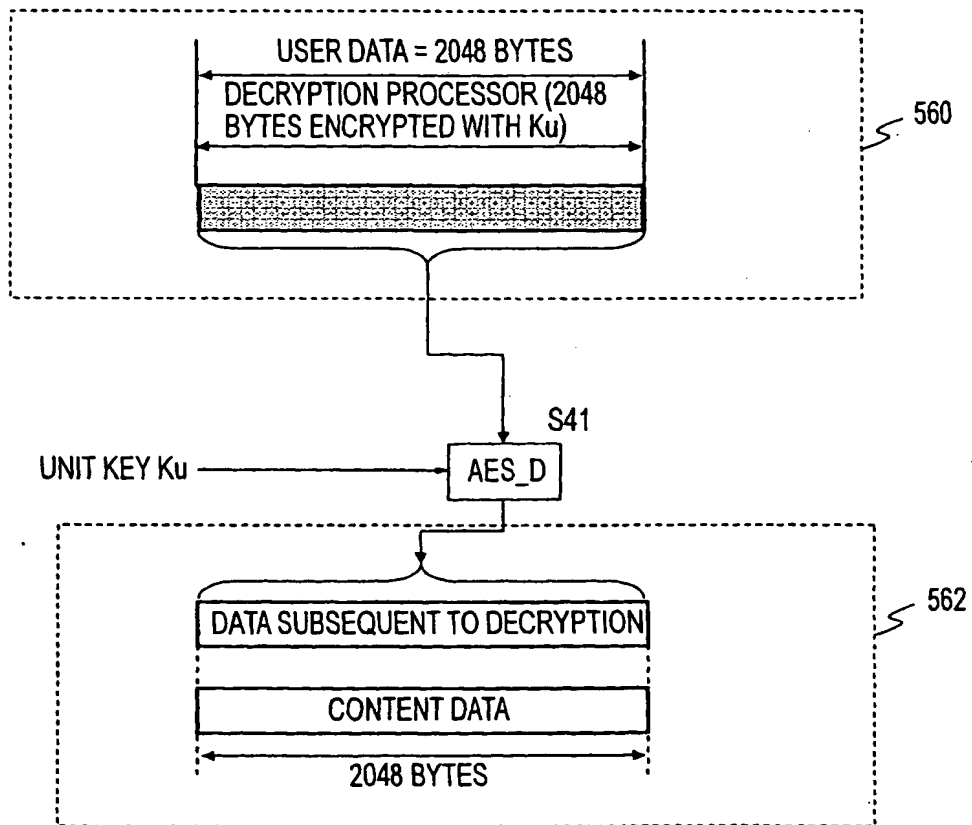 USER DATA = 2048 BYTES
DECRYPTION PROCESSOR (2048
BYTES ENCRYPTED WITH Ku)
560
S41
UNIT KEY Ku
AES_D
DATA SUBSEQUENT TO DECRYPTION
562
CONTENT DATA
2048 BYTES